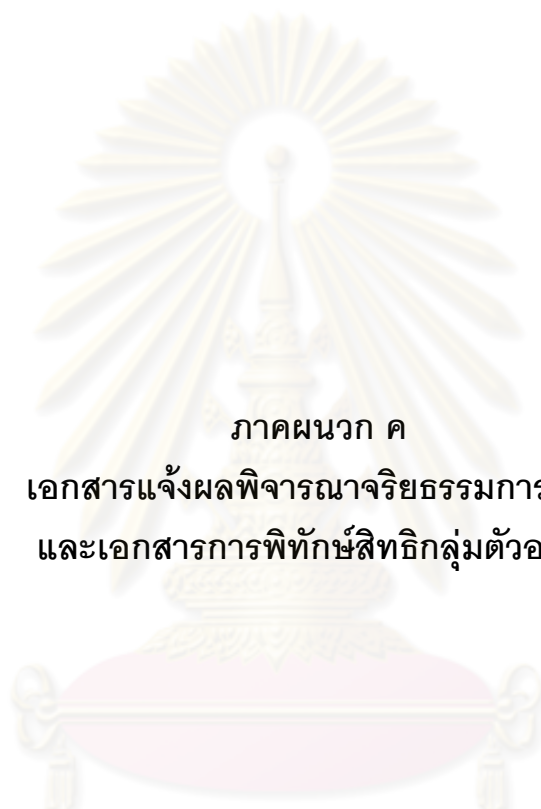 ภาคผนวก ค
เอกสารแจ้งผลพิจารณาจริยธรรมการ
และเอกสารการพิทักษ์สิทธิกลุ่มตัวอ